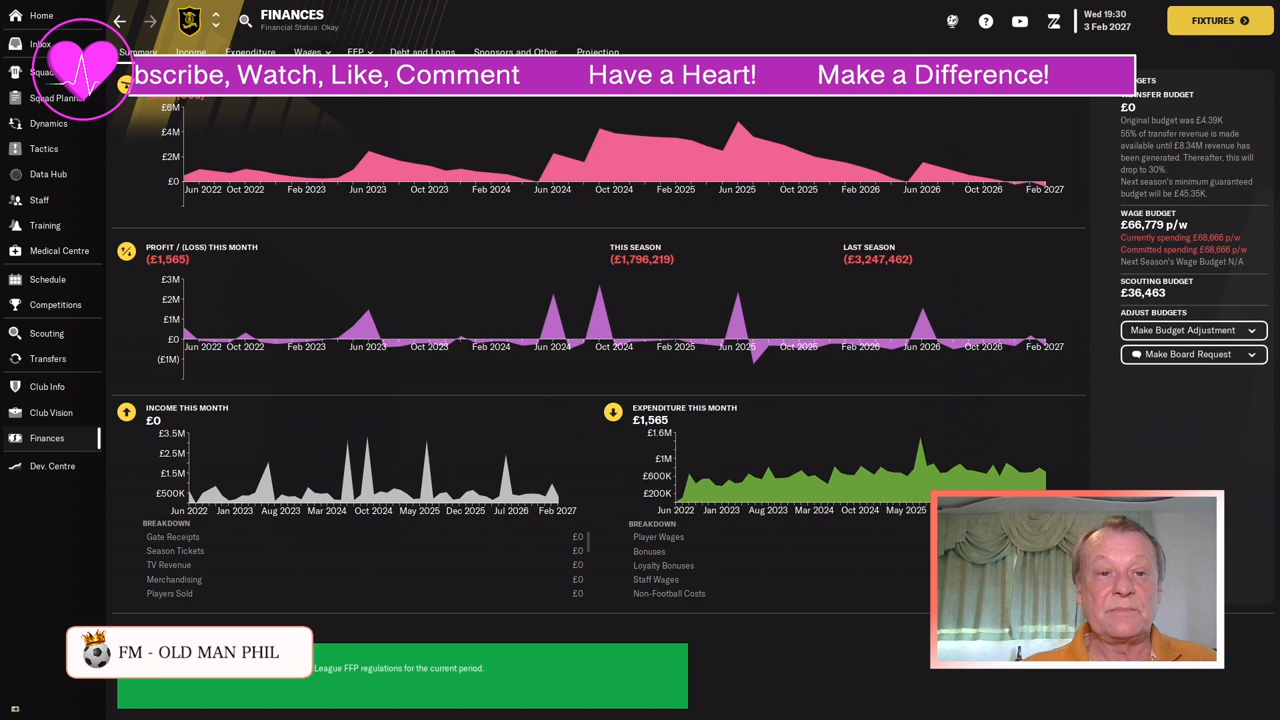 Home
FINANCES
Financial Status: Okay
Wed 19:30
3 Feb 2027
FIXTURES
Inbox
Summary
Income
Expenditure
Wages
FFP
Debt and Loans
Sponsors and Other
Projection
bscribe, Watch, Like, Comment Have a Heart! Make a Difference!
Squad Planner
Dynamics
Tactics
Data Hub
Staff
Training
Medical Centre
Schedule
Competitions
Scouting
Transfers
Club Info
Club Vision
Finances
Dev. Centre
£6M
£4M
£2M
£0
Jun 2022 Oct 2022 Feb 2023 Jun 2023 Oct 2023 Feb 2024 Jun 2024 Oct 2024 Feb 2025 Jun 2025 Oct 2025 Feb 2026 Jun 2026 Oct 2026 Feb 2027
PROFIT / (LOSS) THIS MONTH
(£1,565)
THIS SEASON
(£1,796,219)
LAST SEASON
(£3,247,462)
£3M
£2M
£1M
£0
(£1M)
Jun 2022 Oct 2022 Feb 2023 Jun 2023 Oct 2023 Feb 2024 Jun 2024 Oct 2024 Feb 2025 Jun 2025 Oct 2025 Feb 2026 Jun 2026 Oct 2026 Feb 2027
INCOME THIS MONTH
£0
£3.5M
£2.5M
£1.5M
£500K
Jun 2022 Jan 2023 Aug 2023 Mar 2024 Oct 2024 May 2025 Dec 2025 Jul 2026 Feb 2027
BREAKDOWN
Gate Receipts £0
Season Tickets £0
TV Revenue £0
Merchandising £0
Players Sold £0
EXPENDITURE THIS MONTH
£1,565
£1.6M
£1M
£600K
£200K
Jun 2022 Jan 2023 Aug 2023 Mar 2024 Oct 2024 May 2025
BREAKDOWN
Player Wages
Bonuses
Loyalty Bonuses
Staff Wages
Non-Football Costs
TRANSFER BUDGET
£0
Original budget was £4.39K
55% of transfer revenue is made
available until £8.34M revenue has
been generated. Thereafter, this will
drop to 30%.
Next season's minimum guaranteed
budget will be £45.35K.
WAGE BUDGET
£66,779 p/w
Currently spending £68,666 p/w
Committed spending £68,666 p/w
Next Season's Wage Budget N/A
SCOUTING BUDGET
£36,463
ADJUST BUDGETS
Make Budget Adjustment
Make Board Request
League FFP regulations for the current period.
FM - OLD MAN PHIL